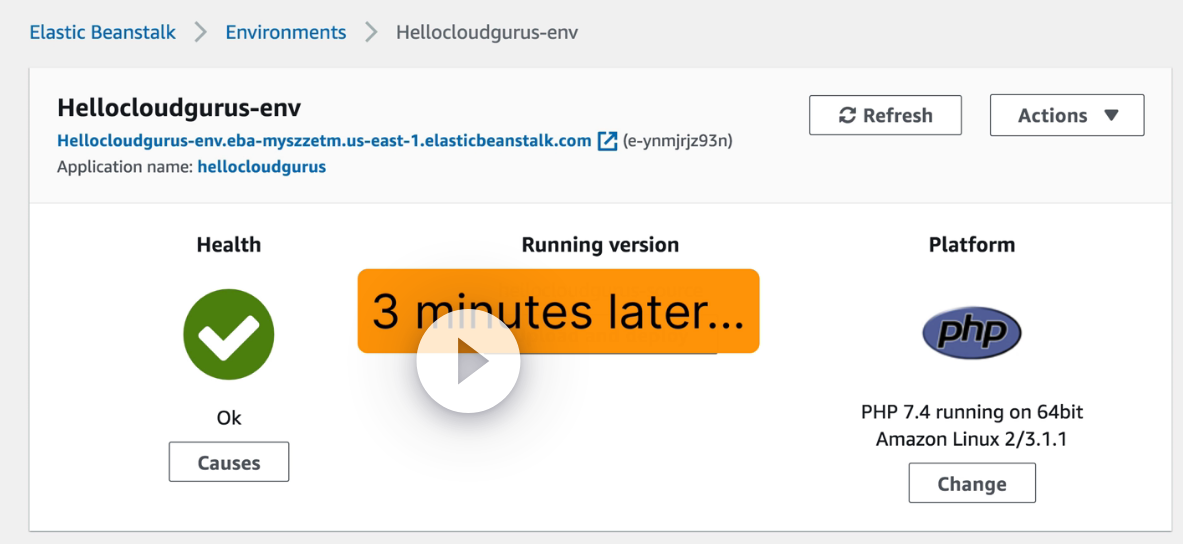 Elastic Beanstalk > Environments > Hellocloudgurus-env
Hellocloudgurus-env
Refresh
Actions
Hellocloudgurus-env.eba-myszzetm.us-east-1.elasticbeanstalk.com (e-ynmjrjz93n)
Application name: hellocloudgurus
Health
Running version
Platform
3 minutes later...
php
Ok
PHP 7.4 running on 64bit
Amazon Linux 2/3.1.1
Causes
Change